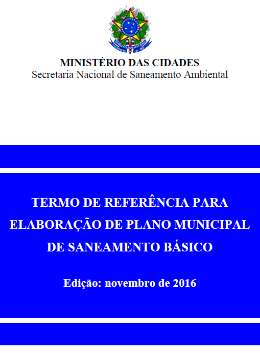 MINISTÉRIO DAS CIDADES
Secretaria Nacional de Saneamento Ambiental
TERMO DE REFERÊNCIA PARA
ELABORAÇÃO DE PLANO MUNICIPAL
DE SANEAMENTO BÁSICO
Edição: novembro de 2016